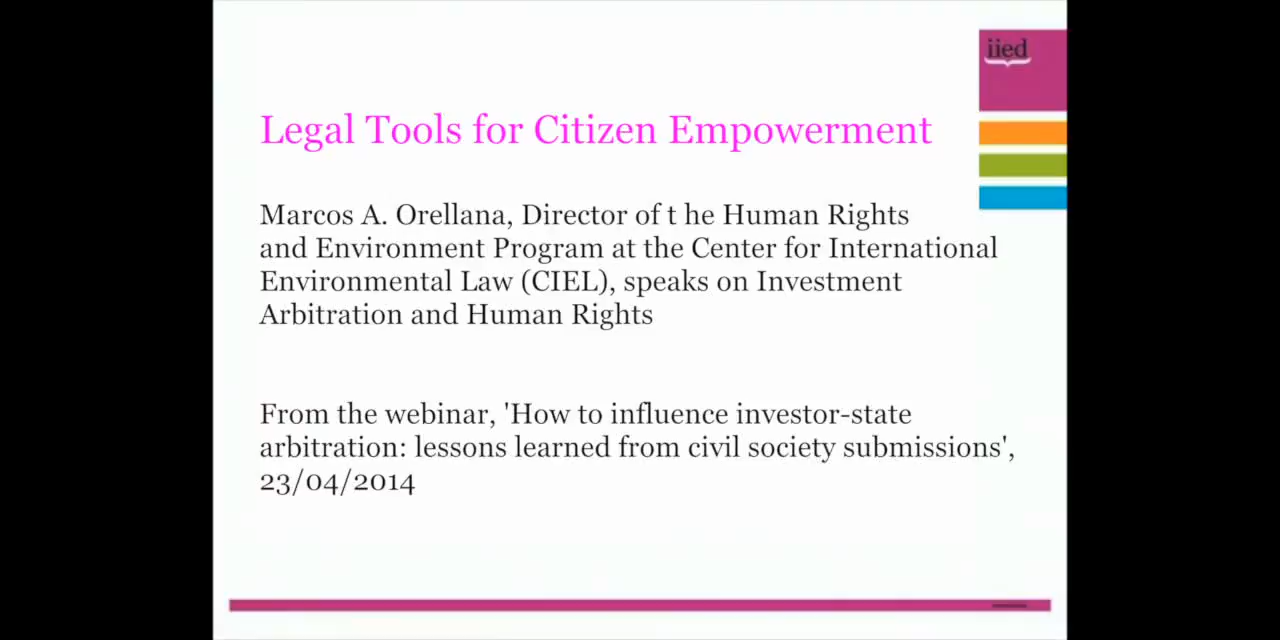 iied
Legal Tools for Citizen Empowerment
Marcos A. Orellana, Director of t he Human Rights
and Environment Program at the Center for International
Environmental Law (CIEL), speaks on Investment
Arbitration and Human Rights
From the webinar, 'How to influence investor-state
arbitration: lessons learned from civil society submissions',
23/04/2014